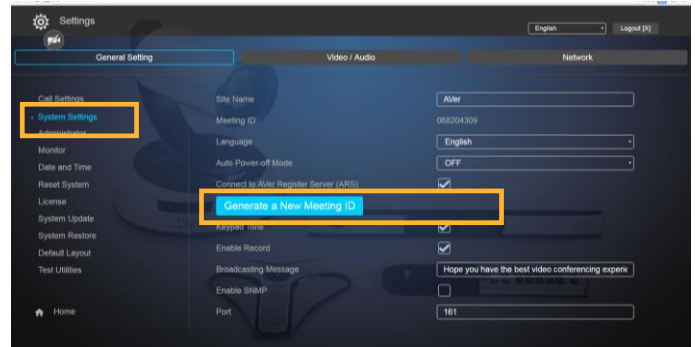 Settings
English
Logout [X]
General Setting
Video / Audio
Network
Call Settings
System Settings
Administrator
Monitor
Date and Time
Reset System
License
System Update
System Restore
Default Layout
Test Utilities
Home
Site Name
AVer
Meeting ID
068204309
Language
English
Auto Power-off Mode
OFF
Connect to AVer Register Server (ARS)
Generate a New Meeting ID
Keypad Tone
Enable Record
Broadcasting Message
Hope you have the best video conferencing experie
Enable SNMP
Port
161